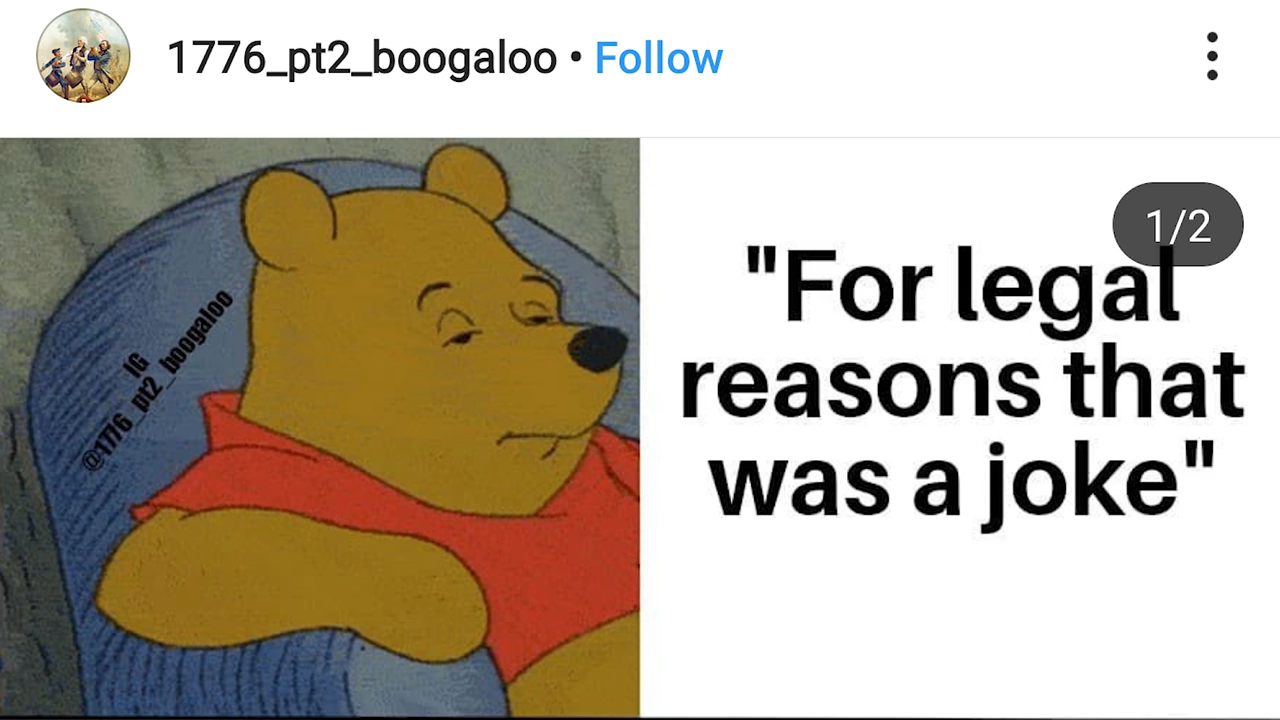 1776_pt2_boogaloo • Follow
1/2
"For legal
reasons that
was a joke"
IG
@1776_pt2_boogaloo